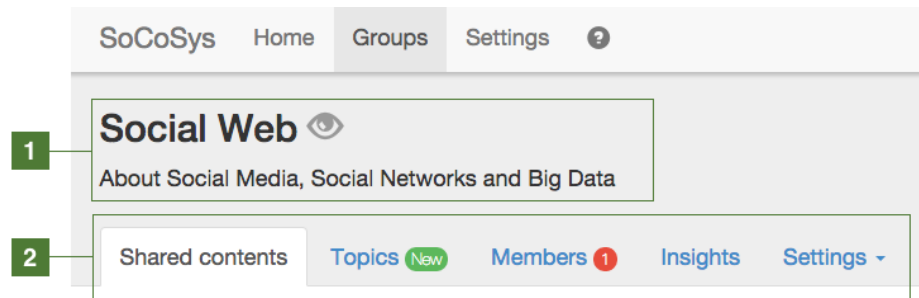 SoCoSys Home Groups Settings ?
1
Social Web
About Social Media, Social Networks and Big Data
2
Shared contents Topics New Members 1 Insights Settings